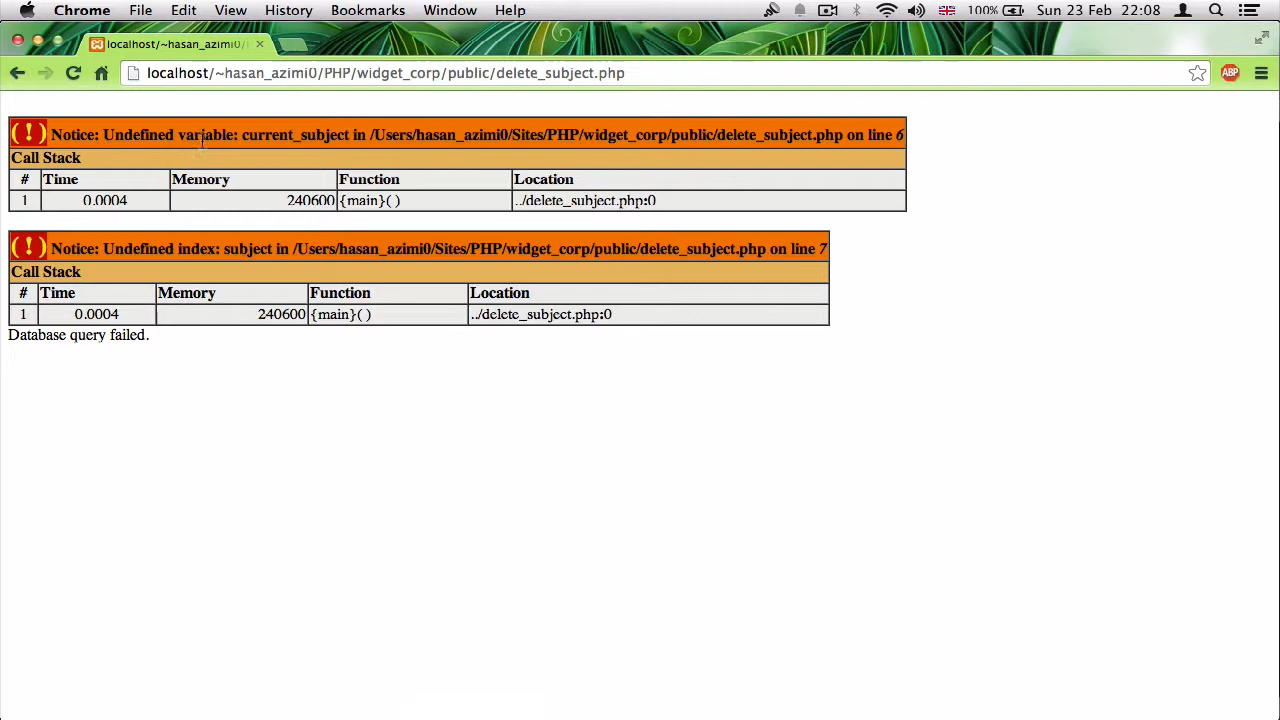 Chrome File Edit View History Bookmarks Window Help 100% Sun 23 Feb 22:08
localhost/~hasan_azimi0/
localhost/~hasan_azimi0/PHP/widget_corp/public/delete_subject.php ABP
( ! ) Notice: Undefined variable: current_subject in /Users/hasan_azimi0/Sites/PHP/widget_corp/public/delete_subject.php on line 6
Call Stack
# Time Memory Function Location
1 0.0004 240600 {main}( ) ../delete_subject.php:0
( ! ) Notice: Undefined index: subject in /Users/hasan_azimi0/Sites/PHP/widget_corp/public/delete_subject.php on line 7
Call Stack
# Time Memory Function Location
1 0.0004 240600 {main}( ) ../delete_subject.php:0
Database query failed.